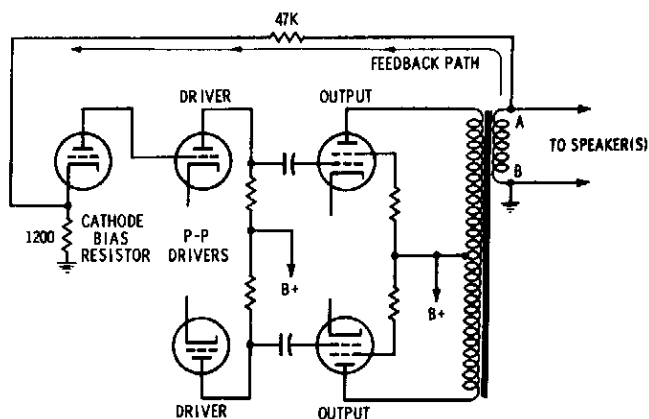 47K
FEEDBACK PATH
DRIVER
OUTPUT
A
TO SPEAKER(S)
B
1200
CATHODE
BIAS
RESISTOR
P-P
DRIVERS
B+
B+
DRIVER
OUTPUT